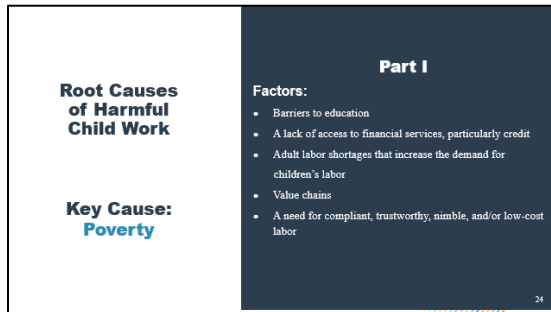 Root Causes
of Harmful
Child Work
Key Cause:
Poverty
Part I
Factors:
• Barriers to education
• A lack of access to financial services, particularly credit
• Adult labor shortages that increase the demand for
children’s labor
• Value chains
• A need for compliant, trustworthy, nimble, and/or low-cost
labor
24